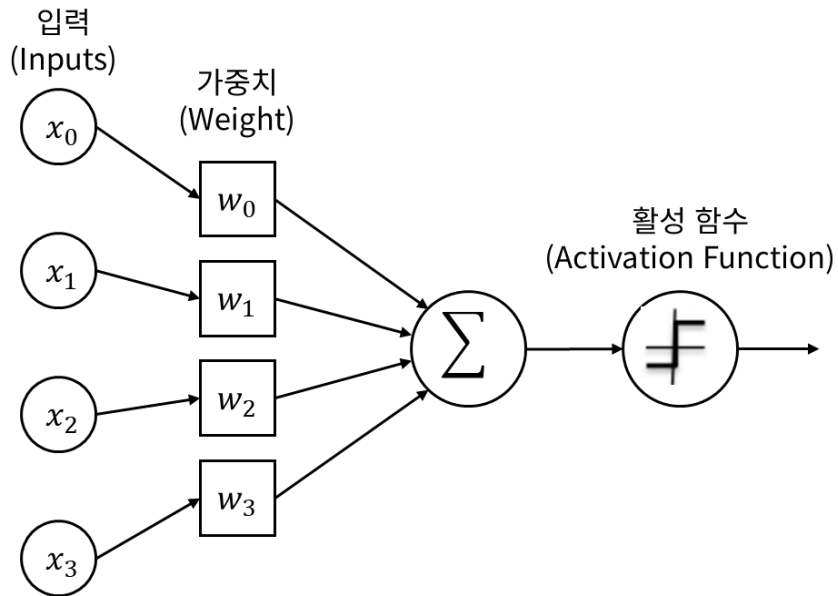 입력
(Inputs)
가중치
(Weight)
x₀
w₀
활성 함수
(Activation Function)
x₁
w₁
∑
x₂
w₂
w₃
x₃